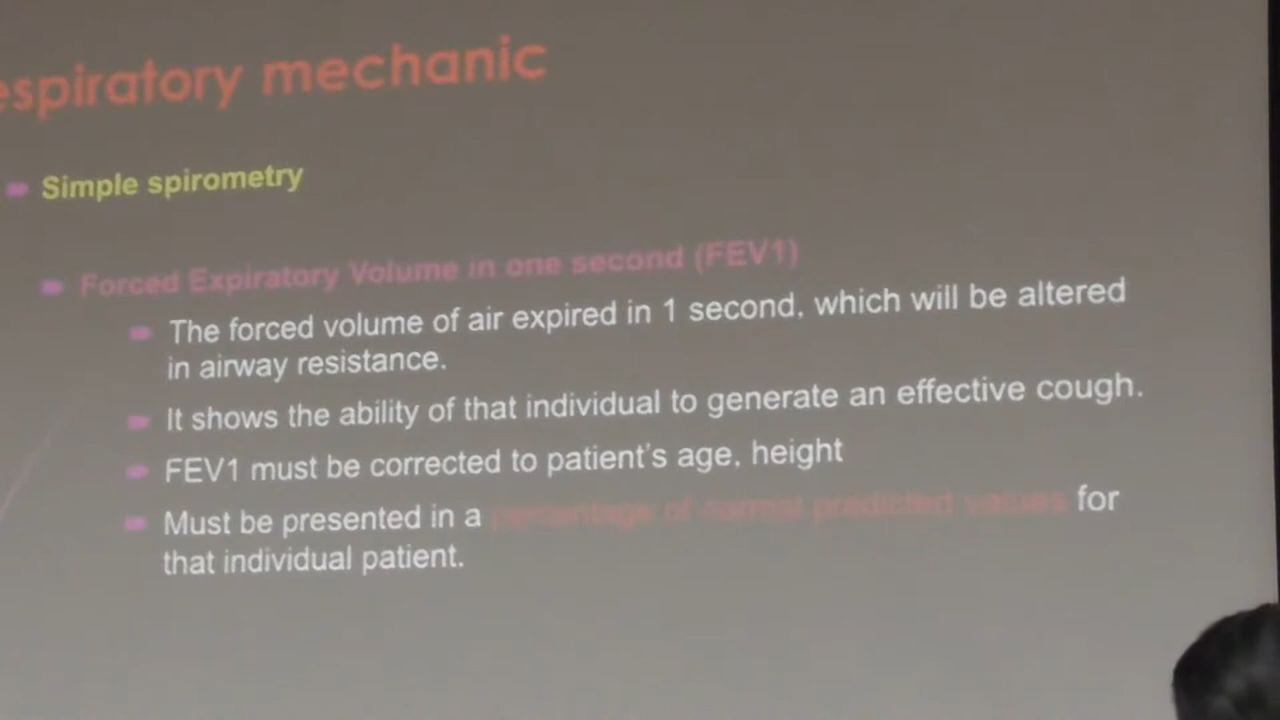 espiratory mechanic
Simple spirometry
Forced Expiratory Volume in one second (FEV1)
The forced volume of air expired in 1 second, which will be altered
in airway resistance.
It shows the ability of that individual to generate an effective cough.
FEV1 must be corrected to patient's age, height
Must be presented in a percentage of normal predicted values for
that individual patient.